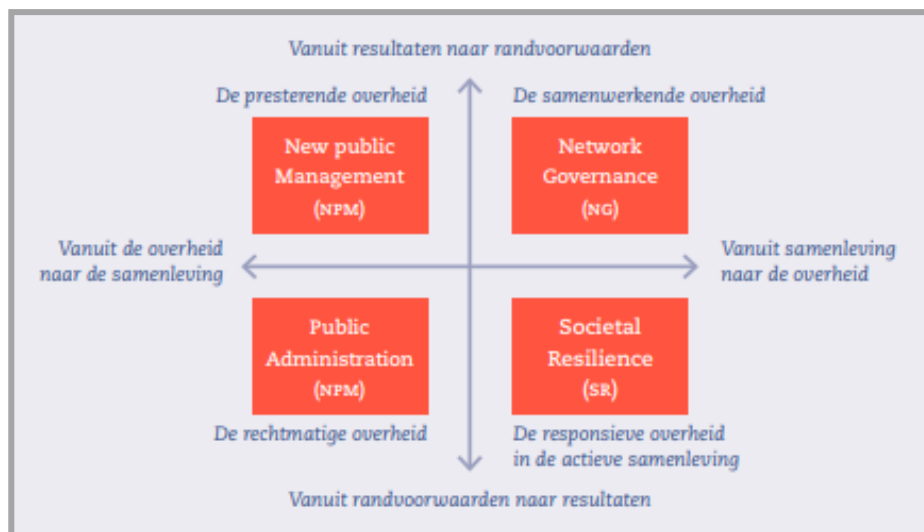 Vanuit resultaten naar randvoorwaarden
De presterende overheid
De samenwerkende overheid
New public
Management
(NPM)
Network
Governance
(NG)
Vanuit de overheid
naar de samenleving
Vanuit samenleving
naar de overheid
Public
Administration
(NPM)
Societal
Resilience
(SR)
De rechtmatige overheid
De responsieve overheid
in de actieve samenleving
Vanuit randvoorwaarden naar resultaten